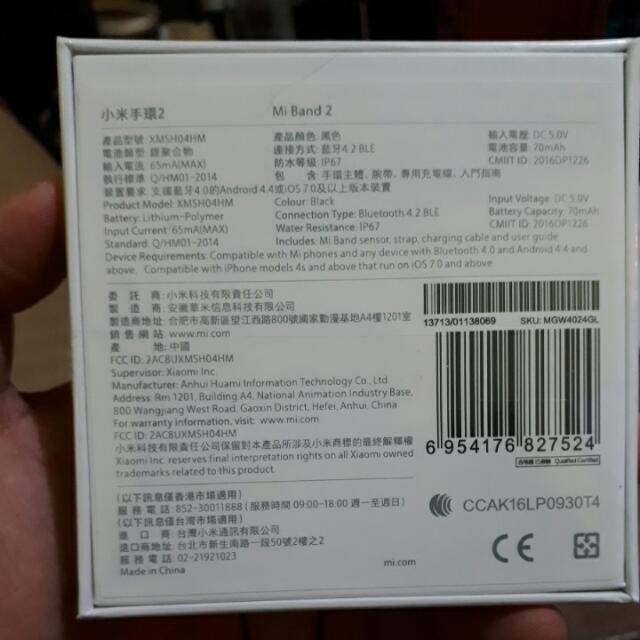 小米手環2 Mi Band 2
產品型號: XMSH04HM 產品顏色: 黑色 輸入電壓: DC 5.0V
電池類型: 鋰聚合物 連接方式: 藍牙4.2 BLE 電池容量: 70mAh
輸入電流: 65mA(MAX) 防水等級: IP67 CMIIT ID: 2016DP1226
執行標準: Q/HM01-2014 包 含: 手環主體、腕帶、專用充電線、入門指南
裝置要求: 支援藍牙4.0的Android 4.4或iOS 7.0及以上版本裝置
Product Model: XMSH04HM Colour: Black Input Voltage: DC 5.0V
Battery: Lithium-Polymer Connection Type: Bluetooth 4.2 BLE Battery Capacity: 70mAh
Input Current: 65mA(MAX) Water Resistance: IP67 CMIIT ID: 2016DP1226
Standard: Q/HM01-2014 Includes: Mi Band sensor, strap, charging cable and user guide
Device Requirements: Compatible with Mi phones and any device with Bluetooth 4.0 and Android 4.4 and
above. Compatible with iPhone models 4s and above that run on iOS 7.0 and above.
委 託 商: 小米科技有限責任公司
製 造 商: 安徽華米信息科技有限公司
製造商地址: 合肥市高新區望江西路800號國家動漫基地A4樓1201室
銷 售 網 站: www.mi.com
產 地: 中國
FCC ID: 2AC8UXMSH04HM
Supervisor: Xiaomi Inc.
Manufacturer: Anhui Huami Information Technology Co., Ltd.
Address: Rm 1201, Building A4, National Animation Industry Base,
800 Wangjiang West Road, Gaoxin District, Hefei, Anhui, China
For warranty information, visit: www.mi.com
FCC ID: 2AC8UXMSH04HM
小米科技有限責任公司保留對本產品所涉及小米商標的最終解釋權
Xiaomi Inc. reserves final interpretation rights on all Xiaomi owned
trademarks related to this product.
13713/01138069 SKU: MGW4024GL
6 954176 827524
Qualified Certified
(以下訊息僅香港市場適用)
服務電話: 852-30011888 (服務時間 09:00-18:00 週一至週日)
(以下訊息僅台灣市場適用)
進 口 商: 台灣小米通訊有限公司
進口商地址: 台北市新生南路一段50號2樓之2
服務電話: 02-21921023
Made in China
mi.com
CCAK16LP0930T4
CE